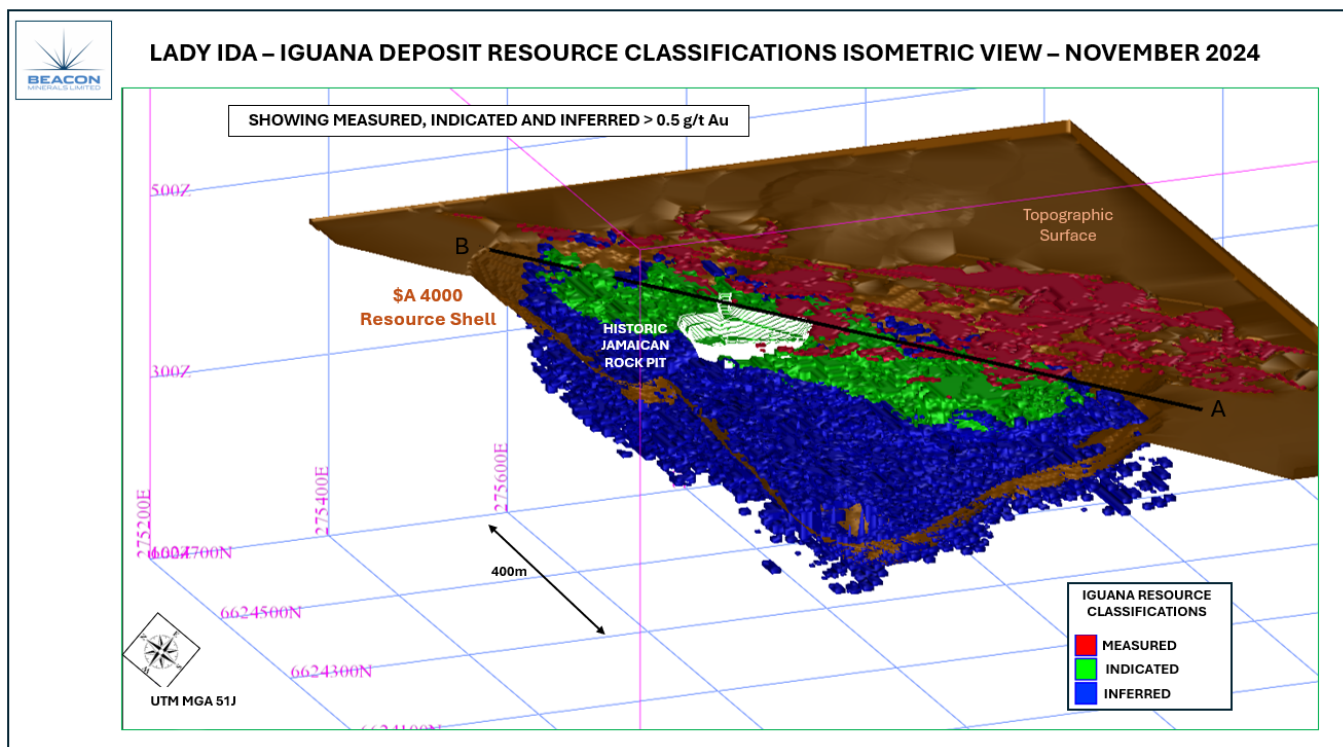 BEACON
MINERALS LIMITED
LADY IDA – IGUANA DEPOSIT RESOURCE CLASSIFICATIONS ISOMETRIC VIEW – NOVEMBER 2024
SHOWING MEASURED, INDICATED AND INFERRED > 0.5 g/t Au
500Z
Topographic
Surface
B
$A 4000
Resource Shell
HISTORIC
JAMAICAN
ROCK PIT
300Z
A
275200E
275400E
275600E
400m
6624500N
6624300N
6624100N
UTM MGA 51J
IGUANA RESOURCE
CLASSIFICATIONS
MEASURED
INDICATED
INFERRED